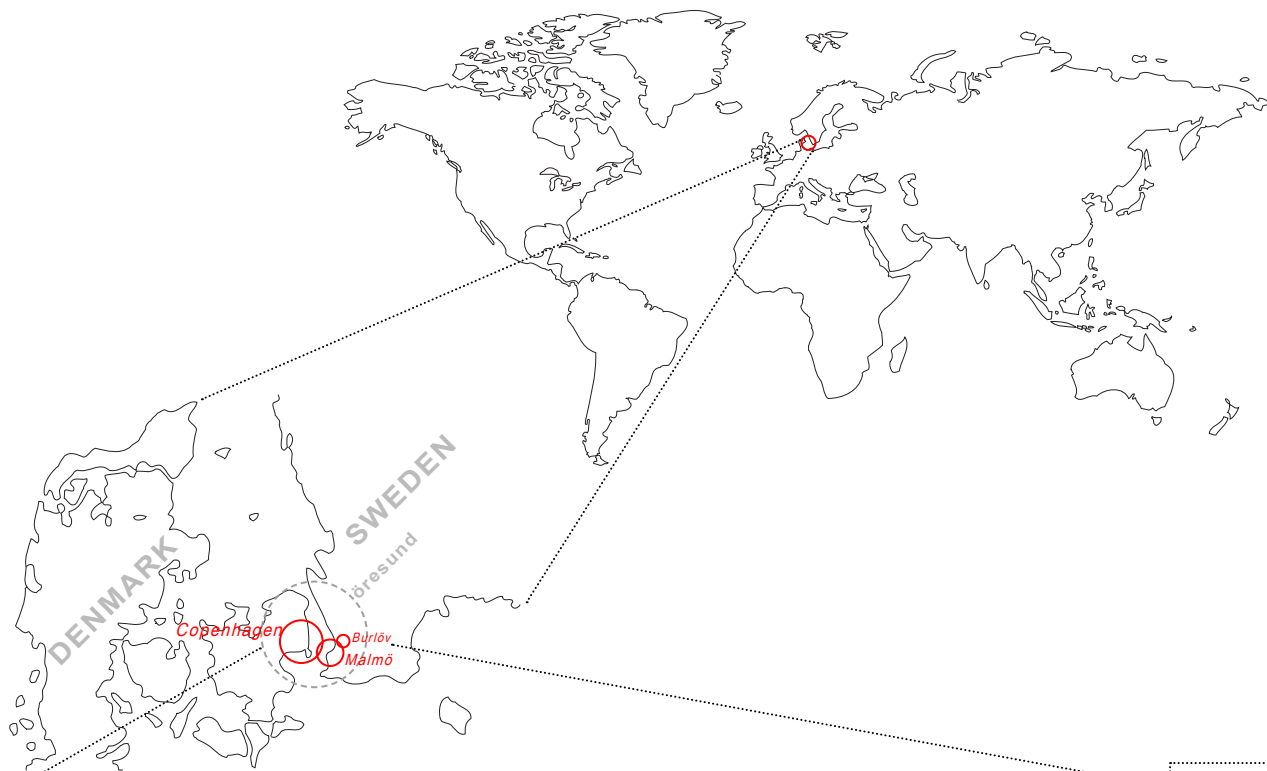 SWEDEN
DENMARK
öresund
Copenhagen
Burlöv
Malmö